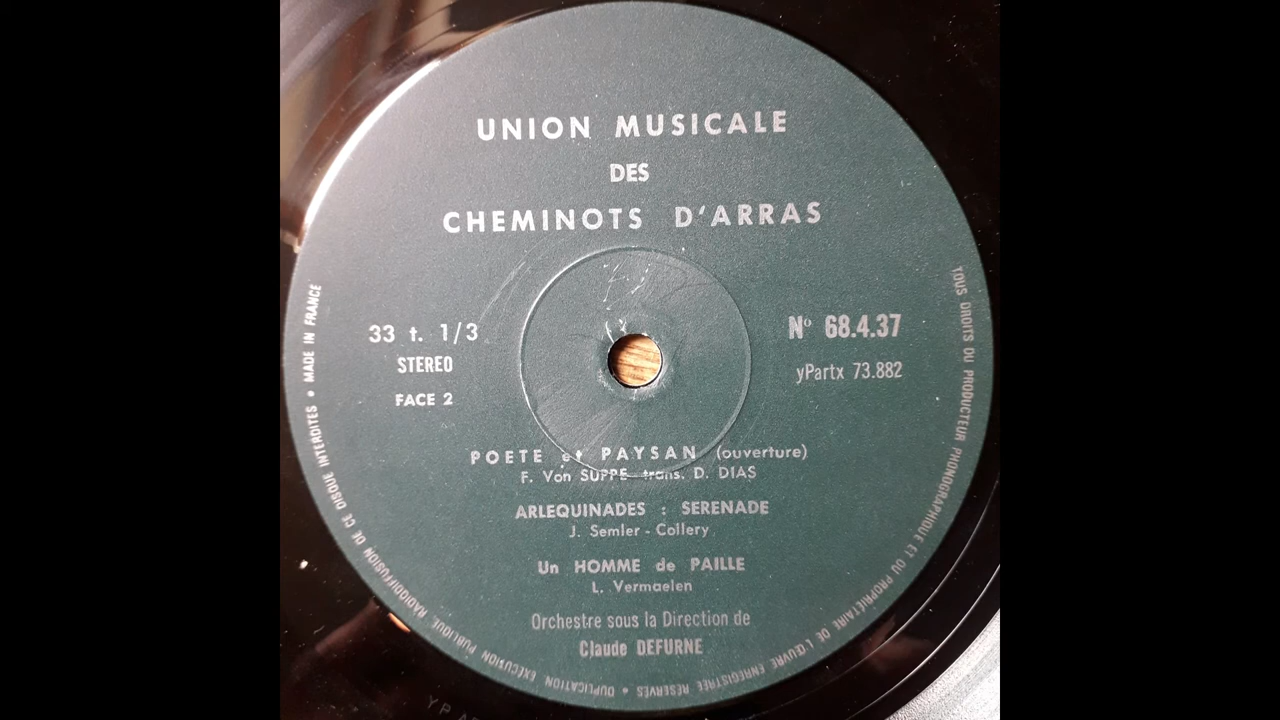 UNION MUSICALE
DES
CHEMINOTS D'ARRAS
33 t. 1/3
STEREO
FACE 2
Nº 68.4.37
yPartx 73.882
POETE et PAYSAN (ouverture)
F. Von SUPPE trans. D. DIAS
ARLEQUINADES : SERENADE
J. Semler - Collery
Un HOMME de PAILLE
L. Vermaelen
Orchestre sous la Direction de
Claude DEFURNE
TOUS DROITS DU PRODUCTEUR PHONOGRAPHIQUE ET DU PROPRIÉTAIRE DE L'ŒUVRE ENREGISTRÉE RÉSERVÉS • DUPLICATION, EXÉCUTION PUBLIQUE, RADIODIFFUSION DE CE DISQUE INTERDITES • MADE IN FRANCE